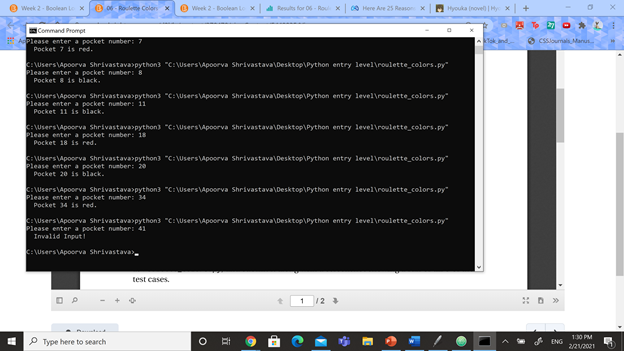 Week 2 - Boolean Lo
06 - Roulette Colors
Week 2 - Boolean Lo
Results for 06 - Roulette
Here Are 25 Reasons
Hyouka (novel)
Command Prompt
Please enter a pocket number: 7
Pocket 7 is red.
C:\Users\Apoorva Shrivastava>python3 "C:\Users\Apoorva Shrivastava\Desktop\Python entry level\roulette_colors.py"
Please enter a pocket number: 8
Pocket 8 is black.
C:\Users\Apoorva Shrivastava>python3 "C:\Users\Apoorva Shrivastava\Desktop\Python entry level\roulette_colors.py"
Please enter a pocket number: 11
Pocket 11 is black.
C:\Users\Apoorva Shrivastava>python3 "C:\Users\Apoorva Shrivastava\Desktop\Python entry level\roulette_colors.py"
Please enter a pocket number: 18
Pocket 18 is red.
C:\Users\Apoorva Shrivastava>python3 "C:\Users\Apoorva Shrivastava\Desktop\Python entry level\roulette_colors.py"
Please enter a pocket number: 20
Pocket 20 is black.
C:\Users\Apoorva Shrivastava>python3 "C:\Users\Apoorva Shrivastava\Desktop\Python entry level\roulette_colors.py"
Please enter a pocket number: 34
Pocket 34 is red.
C:\Users\Apoorva Shrivastava>python3 "C:\Users\Apoorva Shrivastava\Desktop\Python entry level\roulette_colors.py"
Please enter a pocket number: 41
Invalid Input!
C:\Users\Apoorva Shrivastava>
CSSJournals_Manus...
test cases.
1 / 2
Download
Type here to search
ENG
1:30 PM
2/21/2021